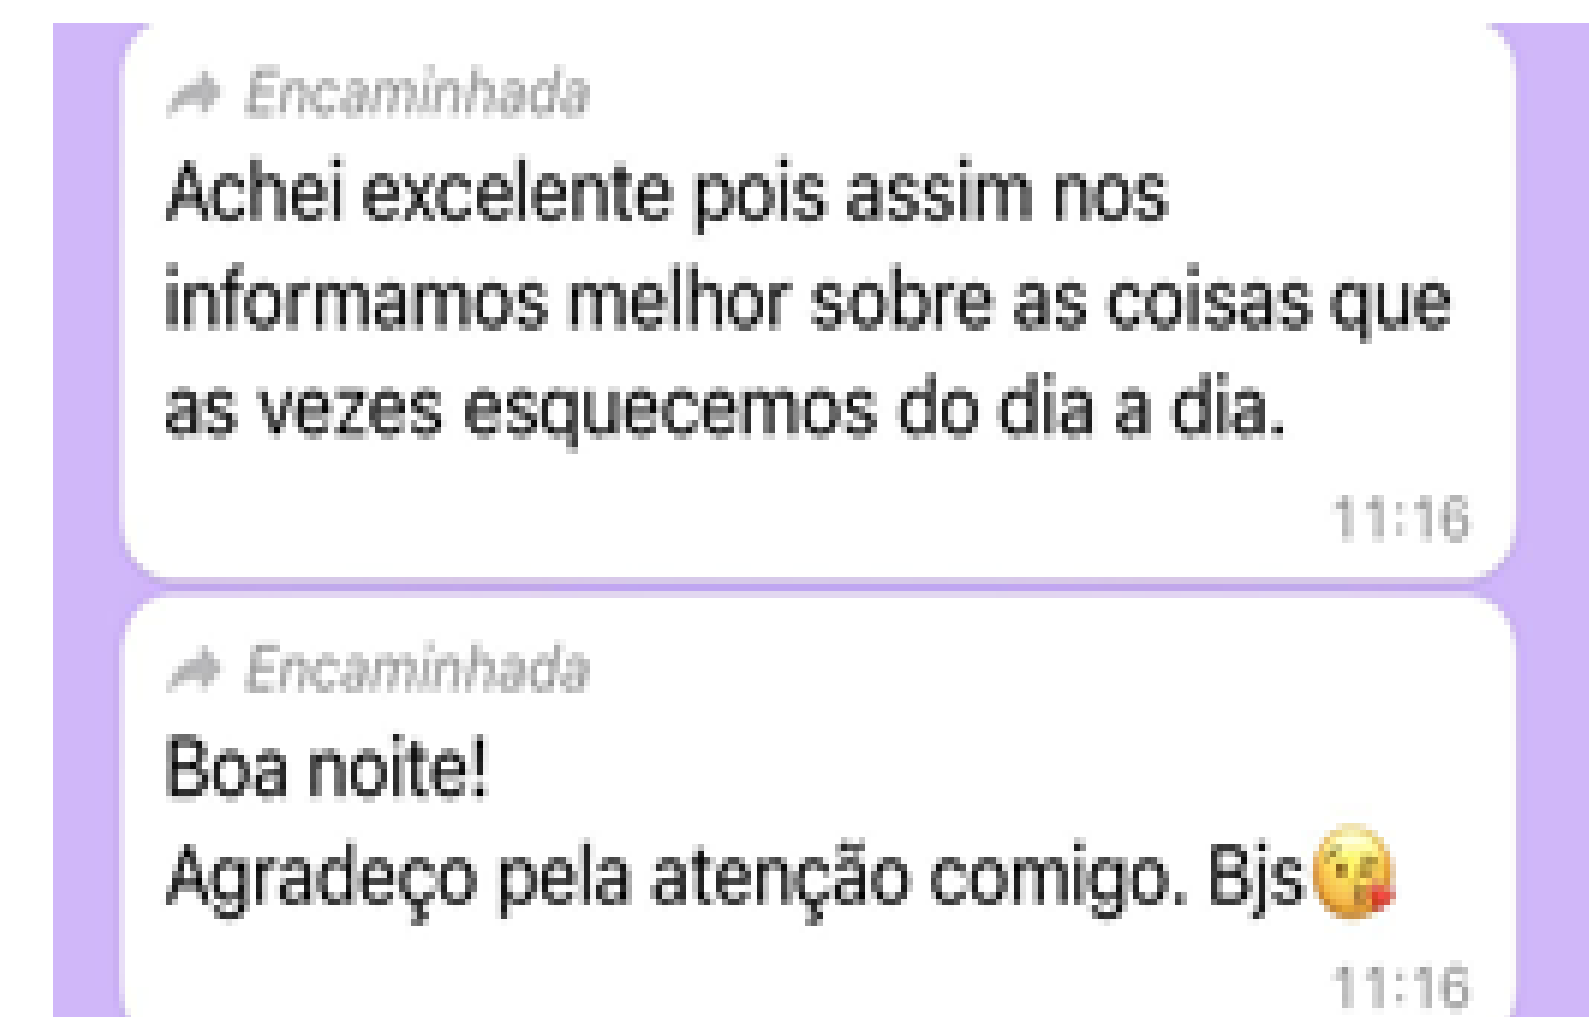 Encaminhada
Achei excelente pois assim nos
informamos melhor sobre as coisas que
as vezes esquecemos do dia a dia.
11:16
Encaminhada
Boa noite!
Agradeço pela atenção comigo. Bjs😘
11:16